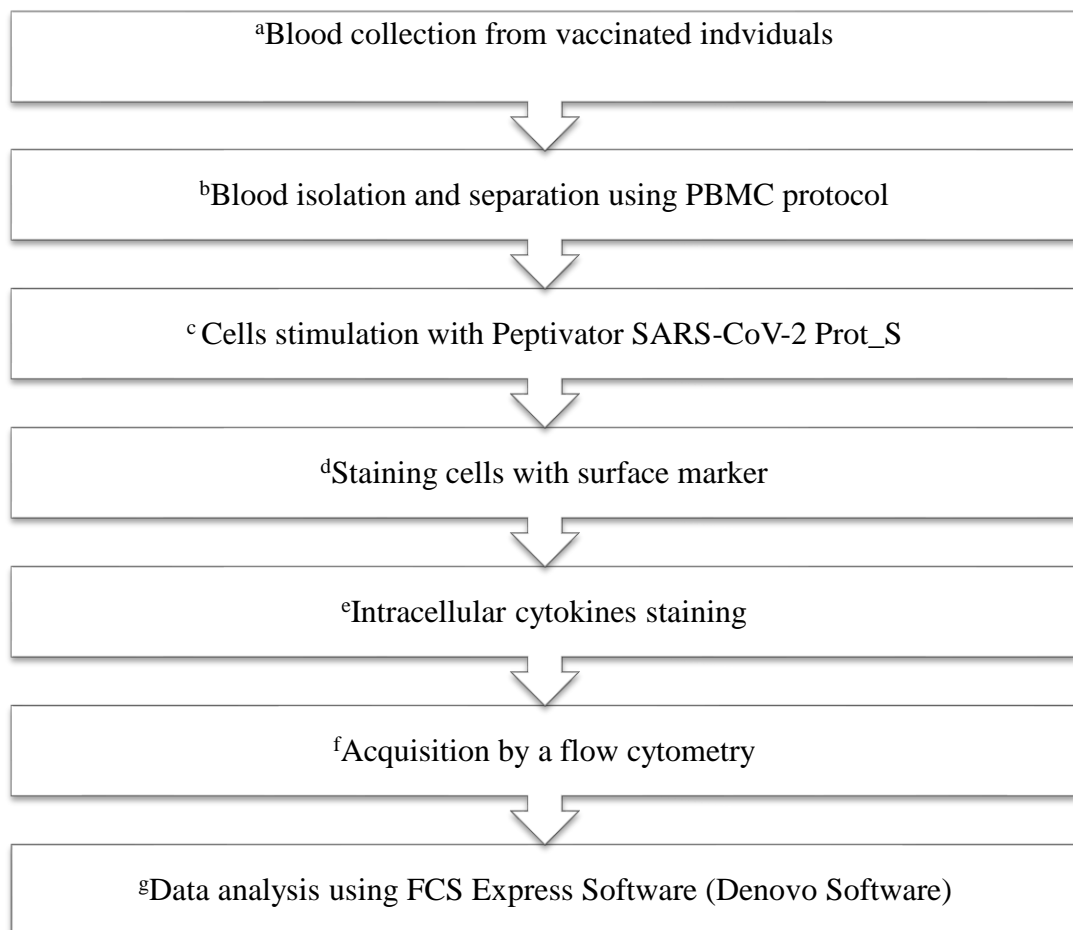 aBlood collection from vaccinated indviduals
bBlood isolation and separation using PBMC protocol
c Cells stimulation with Peptivator SARS-CoV-2 Prot_S
dStaining cells with surface marker
eIntracellular cytokines staining
fAcquisition by a flow cytometry
gData analysis using FCS Express Software (Denovo Software)